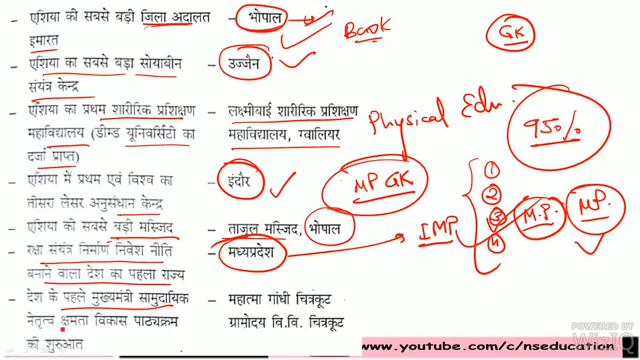 एशिया की सबसे बड़ी जिला अदालत - भोपाल
इमारत
एशिया का सबसे बड़ा सोयाबीन - उज्जैन
संयंत्र केन्द्र
एशिया का प्रथम शारीरिक प्रशिक्षण - लक्ष्मीबाई शारीरिक प्रशिक्षण
महाविद्यालय (डीम्ड यूनिवर्सिटी का महाविद्यालय, ग्वालियर
दर्जा प्राप्त)
एशिया में प्रथम एवं विश्व का - इंदौर
तीसरा लेसर अनुसंधान केन्द्र
एशिया की सबसे बड़ी मस्जिद - ताजुल मस्जिद, भोपाल
रक्षा संयंत्र निर्माण निवेश नीति - मध्यप्रदेश
बनाने वाला देश का पहला राज्य
देश के पहले मुख्यमंत्री सामुदायिक - महात्मा गांधी चित्रकूट
नेतृत्व क्षमता विकास पाठ्यक्रम ग्रामोदय वि.वि. चित्रकूट
की शुरुआत
Book
GK
Physical Edu.
95%
MP GK
IMP
1
2
3
4
M.P.
MP.
www.youtube.com/c/nseducation
POWERED BY